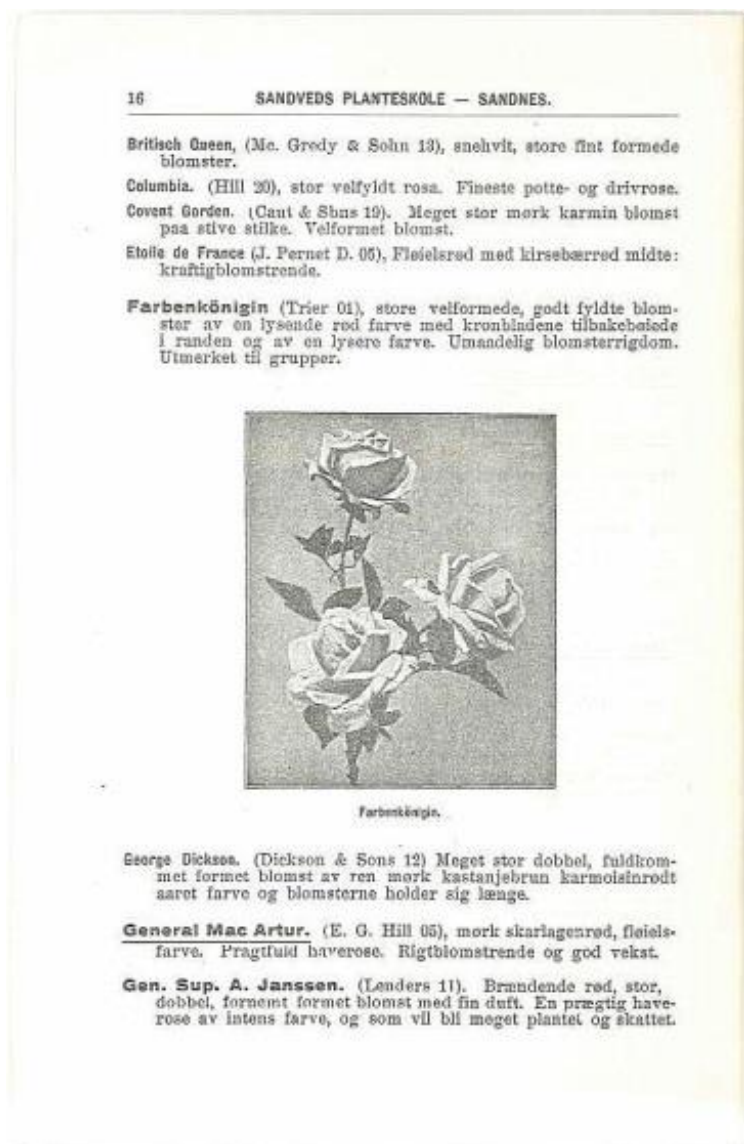 16
SANDVEDS PLANTESKOLE — SANDNES.
Britisch Queen, (Mc. Gredy & Sohn 13), snehvit, store fint formede
blomster.
Columbia. (Hill 20), stor velfyldt rosa. Fineste potte- og drivrose.
Covent Gorden. (Cant & Sbns 19). Meget stor mørk karmin blomst
paa stive stilke. Velformet blomst.
Etoile de France (J. Pernet D. 05), Fløielsrød med kirsebærrød midte:
kraftigblomstrende.
Farbenkönigin (Trier 01), store velformede, godt fyldte blom-
ster av en lysende rød farve med kronbladene tilbakebøiede
i randen og av en lysere farve. Umandelig blomsterrigdom.
Utmerket til grupper.
Farbenkönigin.
George Dickson. (Dickson & Sons 12) Meget stor dobbel, fuldkom-
met formet blomst av ren mørk kastanjebrun karmoisinrødt
aaret farve og blomsterne holder sig længe.
General Mac Artur. (E. G. Hill 05), mørk skarlagenrød, fløiels-
farve. Pragtfuld haverose. Rigtblomstrende og god vekst.
Gen. Sup. A. Janssen. (Lenders 11). Brændende rød, stor,
dobbel, fornemt formet blomst med fin duft. En prægtig have-
rose av intens farve, og som vil bli meget plantet og skattet.